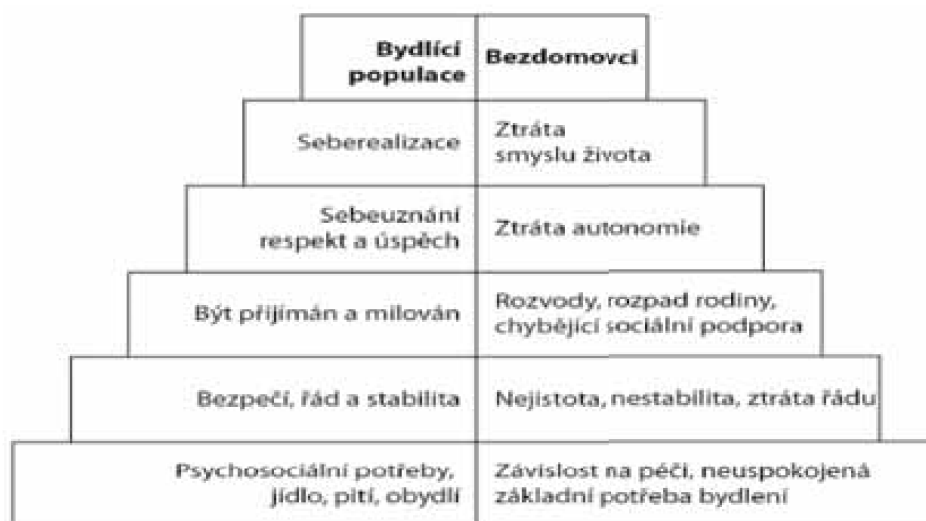 Bydlící
populace
Bezdomovci
Seberealizace
Ztráta
smyslu života
Sebeuznání
respekt a úspěch
Ztráta autonomie
Být přijímán a milován
Rozvody, rozpad rodiny,
chybějící sociální podpora
Bezpečí, řád a stabilita
Nejistota, nestabilita, ztráta řádu
Psychosociální potřeby,
jídlo, pití, obydlí
Závislost na péči, neuspokojená
základní potřeba bydlení